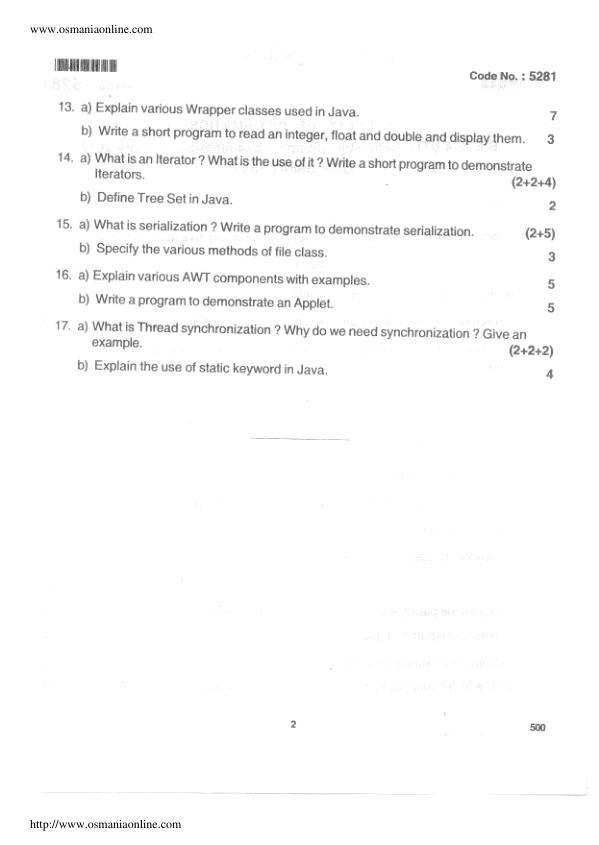 www.osmaniaonline.com
Code No. : 5281
13. a) Explain various Wrapper classes used in Java. 7
b) Write a short program to read an integer, float and double and display them. 3
14. a) What is an Iterator ? What is the use of it ? Write a short program to demonstrate
Iterators. (2+2+4)
b) Define Tree Set in Java. 2
15. a) What is serialization ? Write a program to demonstrate serialization. (2+5)
b) Specify the various methods of file class. 3
16. a) Explain various AWT components with examples. 5
b) Write a program to demonstrate an Applet. 5
17. a) What is Thread synchronization ? Why do we need synchronization ? Give an
example. (2+2+2)
b) Explain the use of static keyword in Java. 4
2 500
http://www.osmaniaonline.com